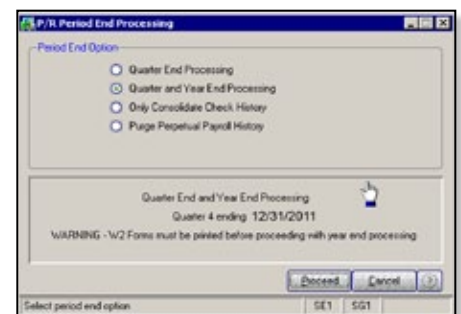 P/R Period End Processing
Period End Option
Quarter End Processing
Quarter and Year End Processing
Only Consolidate Check History
Purge Perpetual Payroll History
Quarter End and Year End Processing
Quarter 4 ending 12/31/2011
WARNING - W2 Forms must be printed before proceeding with year end processing
Proceed Cancel
Select period end option SE1 SG1